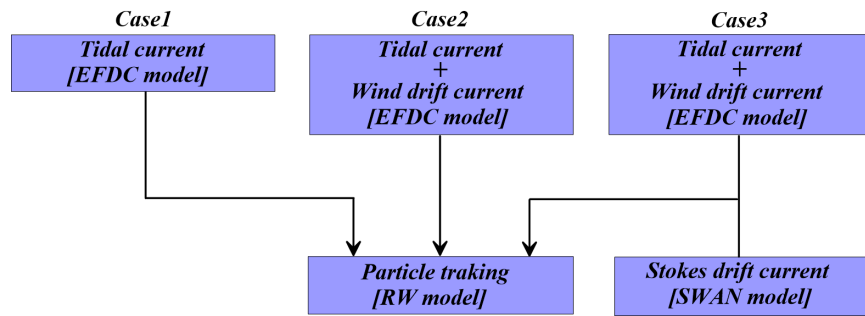 Case1
Tidal current
[EFDC model]
Case2
Tidal current
+
Wind drift current
[EFDC model]
Case3
Tidal current
+
Wind drift current
[EFDC model]
Particle traking
[RW model]
Stokes drift current
[SWAN model]